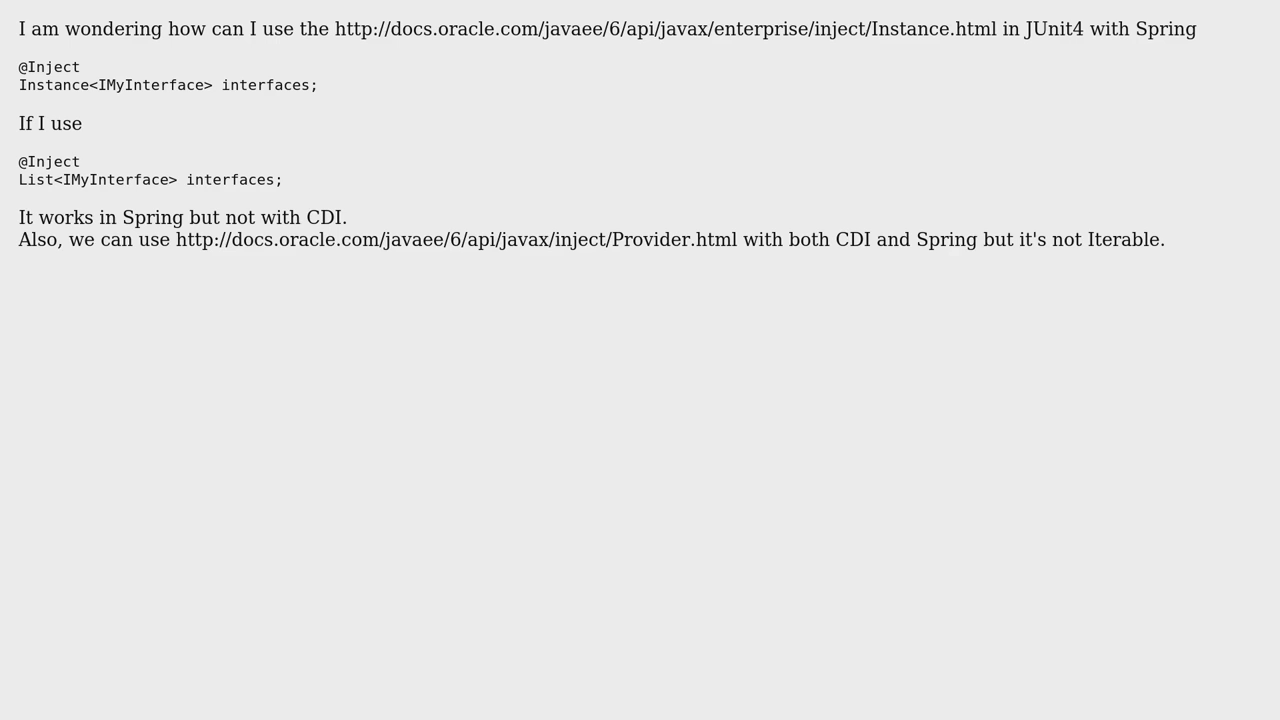 I am wondering how can I use the http://docs.oracle.com/javaee/6/api/javax/enterprise/inject/Instance.html in JUnit4 with Spring
@Inject
Instance<IMyInterface> interfaces;
If I use
@Inject
List<IMyInterface> interfaces;
It works in Spring but not with CDI.
Also, we can use http://docs.oracle.com/javaee/6/api/javax/inject/Provider.html with both CDI and Spring but it's not Iterable.